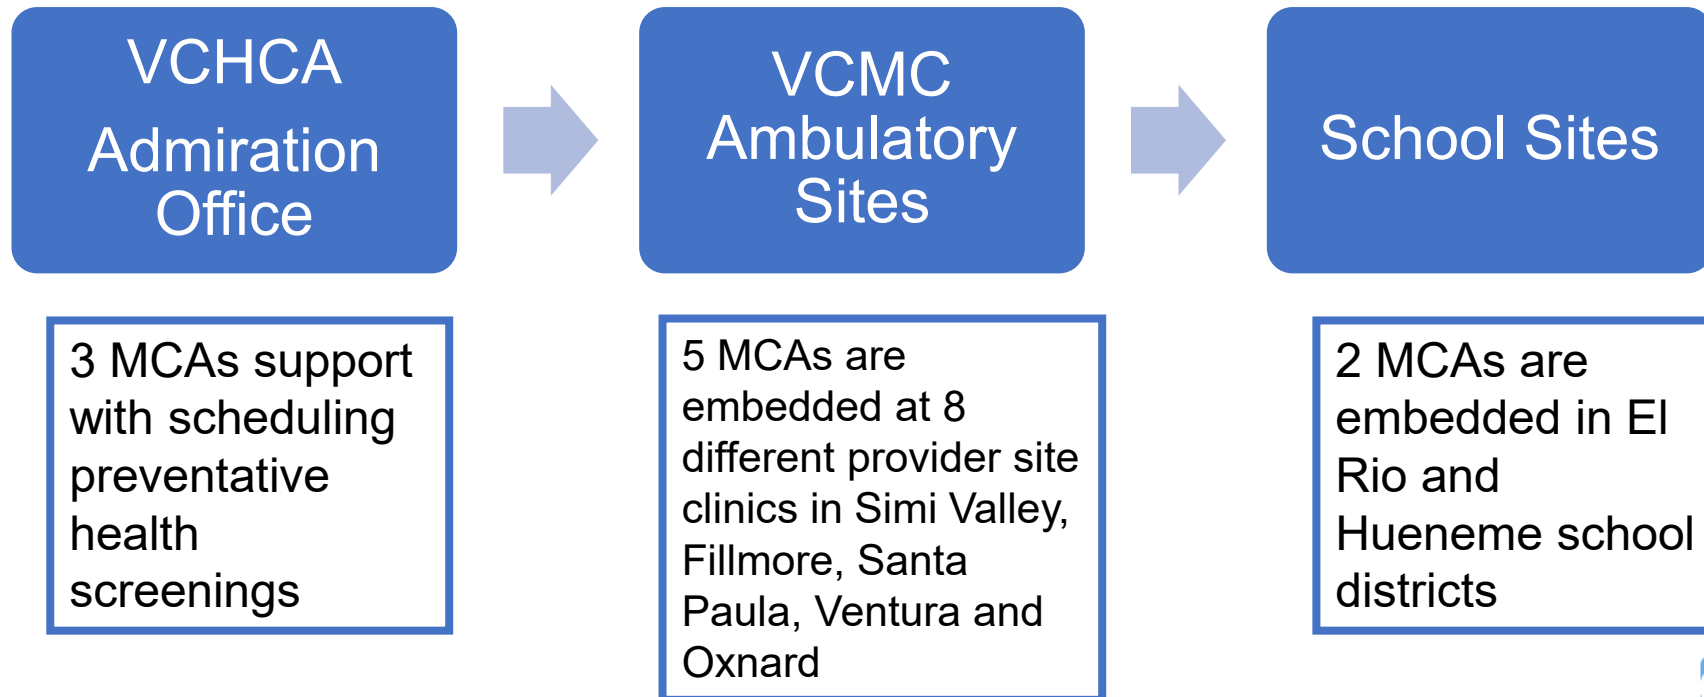 VCHCA
Admiration
Office
VCMC
Ambulatory
Sites
School Sites
3 MCAs support
with scheduling
preventative
health
screenings
5 MCAs are
embedded at 8
different provider site
clinics in Simi Valley,
Fillmore, Santa
Paula, Ventura and
Oxnard
2 MCAs are
embedded in El
Rio and
Hueneme school
districts